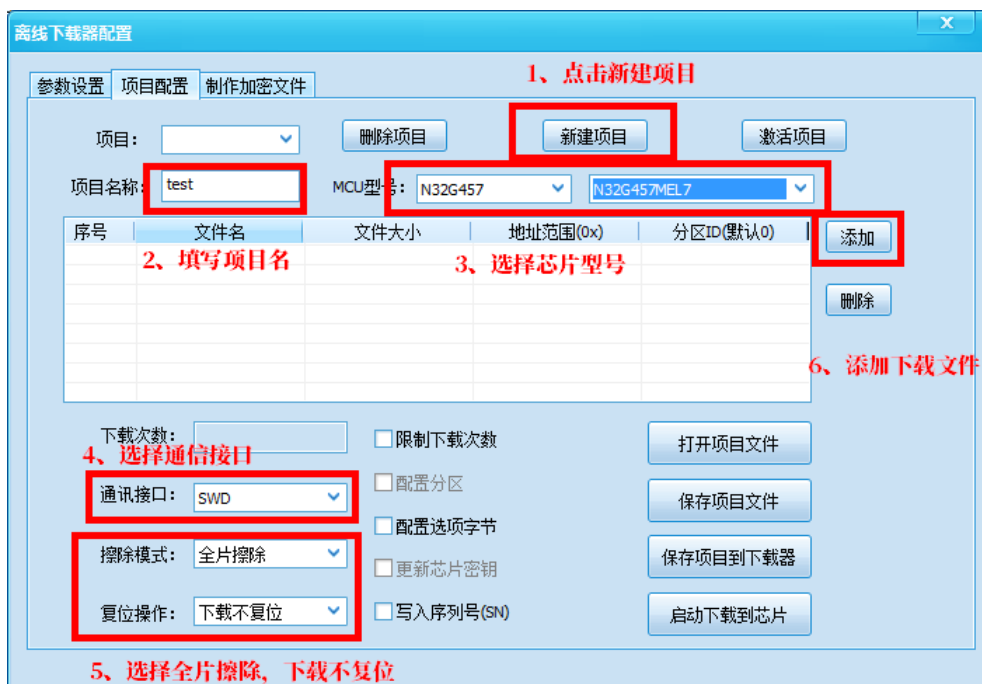 离线下载器配置
x
参数设置 项目配置 制作加密文件
1、点击新建项目
项目: 删除项目 新建项目 激活项目
项目名称: test MCU型号: N32G457 N32G457MEL7
序号 文件名 文件大小 地址范围(0x) 分区ID(默认0) 添加
2、填写项目名 3、选择芯片型号
删除
6、添加下载文件
下载次数: 限制下载次数 打开项目文件
4、选择通信接口
通讯接口: SWD 配置分区 保存项目文件
配置选项字节
擦除模式: 全片擦除 更新芯片密钥 保存项目到下载器
复位操作: 下载不复位 写入序列号(SN) 启动下载到芯片
5、选择全片擦除,下载不复位